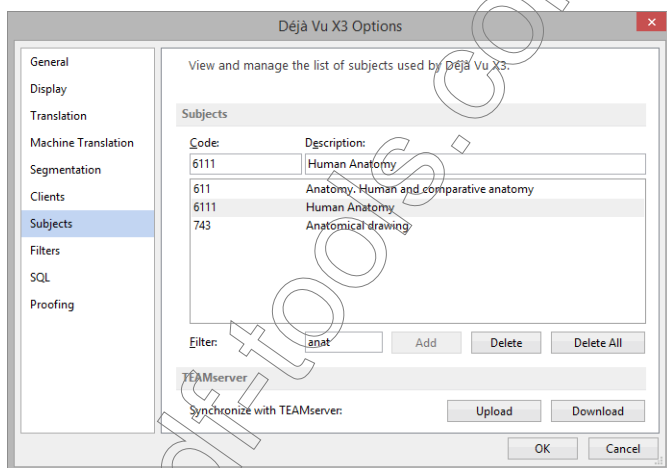 Déjà Vu X3 Options
General
Display
Translation
Machine Translation
Segmentation
Clients
Subjects
Filters
SQL
Proofing
View and manage the list of subjects used by Déjà Vu X3.
Subjects
Code: Description:
6111 Human Anatomy
611 Anatomy. Human and comparative anatomy
6111 Human Anatomy
743 Anatomical drawing
Filter: anat Add Delete Delete All
TEAMserver
Synchronize with TEAMserver: Upload Download
OK Cancel
df-tools.co